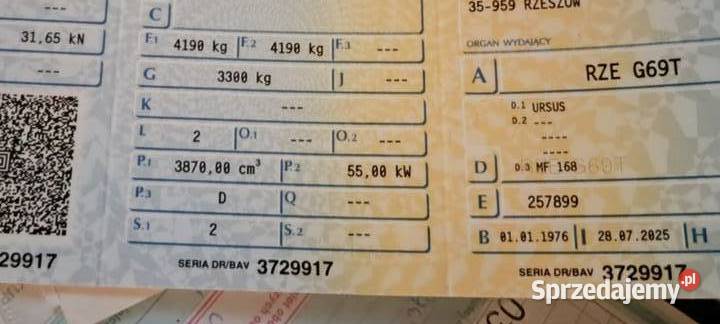 ---
31,65 kN
---
29917
C
F.1 4190 kg F.2 4190 kg F.3 ---
G 3300 kg J ---
K ---
L 2 O.1 --- O.2 ---
P.1 3870,00 cm³ P.2 55,00 kW
P.3 D Q ---
S.1 2 S.2 ---
SERIA DR/BAV 3729917
35-959 RZESZÓW
ORGAN WYDAJĄCY
A RZE G69T
D.1 URSUS
D.2 ---
----
----
D D.3 MF 168
E 257899
B 01.01.1976 I 28.07.2025 H
SERIA DR/BAV 3729917
Sprzedajemy.pl